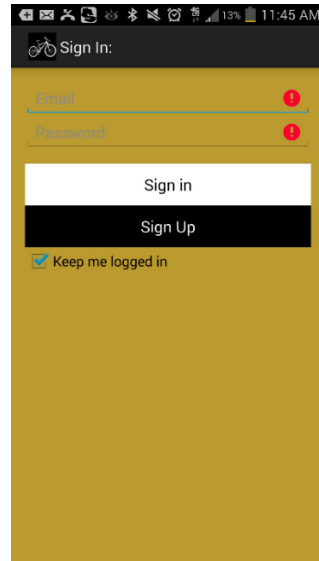 13% 11:45 AM
Sign In:
Email
Password
Sign in
Sign Up
Keep me logged in